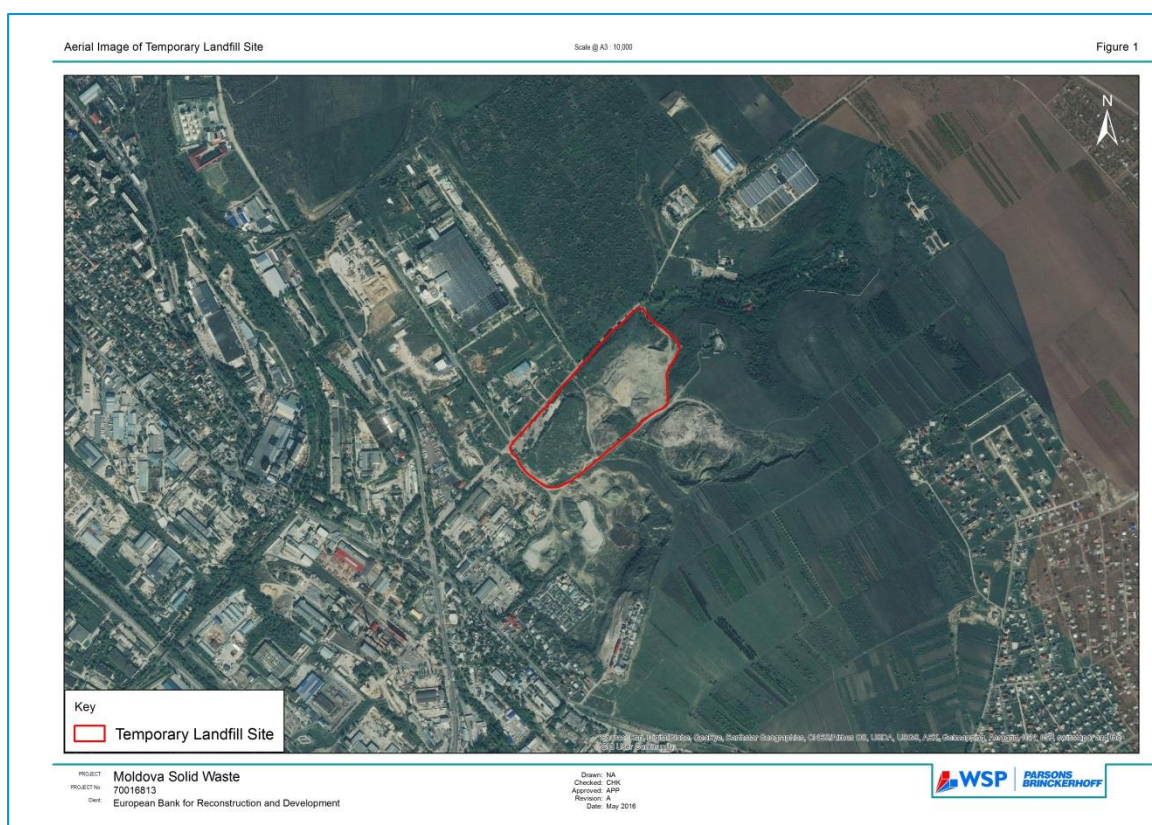 Aerial Image of Temporary Landfill Site
Scale @ A3 : 10,000
Figure 1
N
Key
Temporary Landfill Site
PROJECT: Moldova Solid Waste
PROJECT No: 70016813
Client: European Bank for Reconstruction and Development
Drawn: NA
Checked: CHK
Approved: APP
Revision: A
Date: May 2016
WSP
PARSONS
BRINCKERHOFF